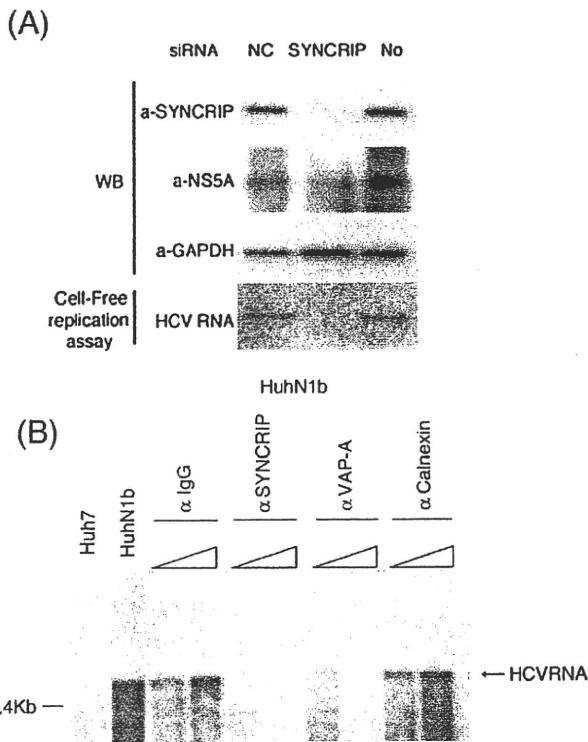 (A)
siRNA NC SYNCRIP No
a-SYNCRIP
WB
a-NS5A
a-GAPDH
Cell-Free replication assay
HCV RNA
HuhN1b
(B)
Huh7
HuhN1b
α IgG
α SYNCRIP
α VAP-A
α Calnexin
HCVRNA
.4Kb